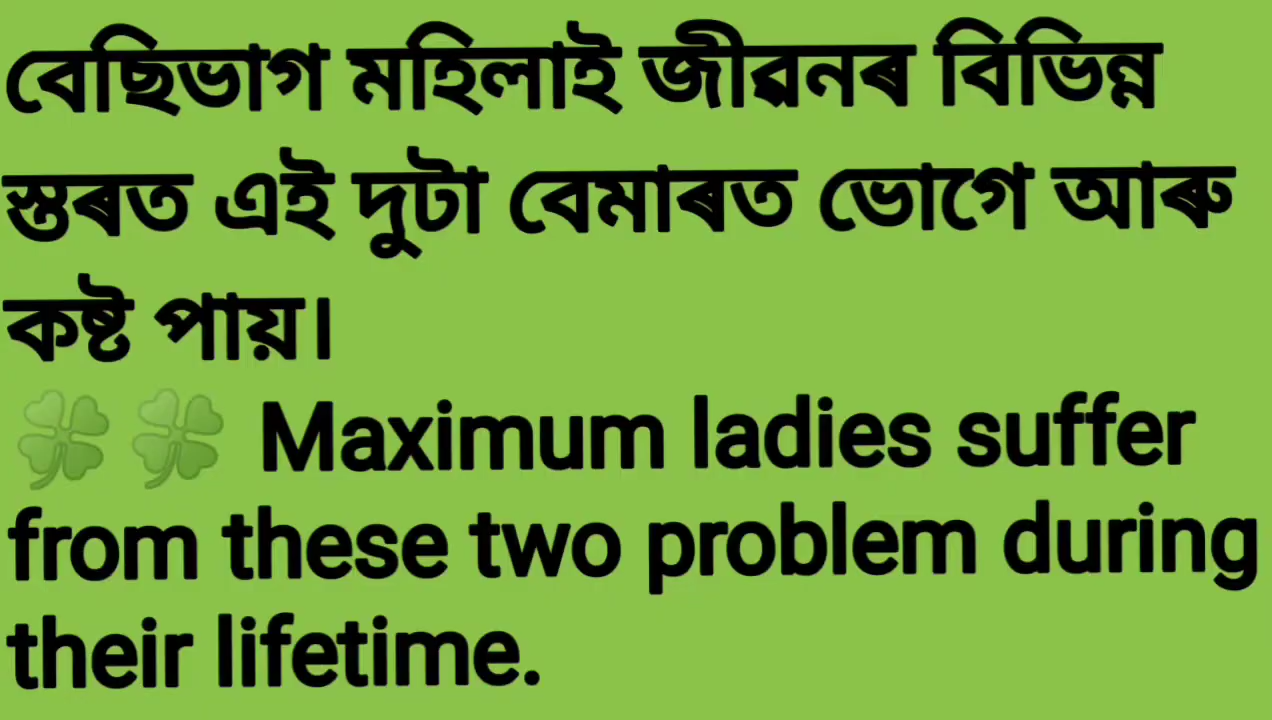 বেছিভাগ মহিলাই জীৱনৰ বিভিন্ন
স্তৰত এই দুটা বেমাৰত ভোগে আৰু
কষ্ট পায়।
🍀 🍀 Maximum ladies suffer
from these two problem during
their lifetime.